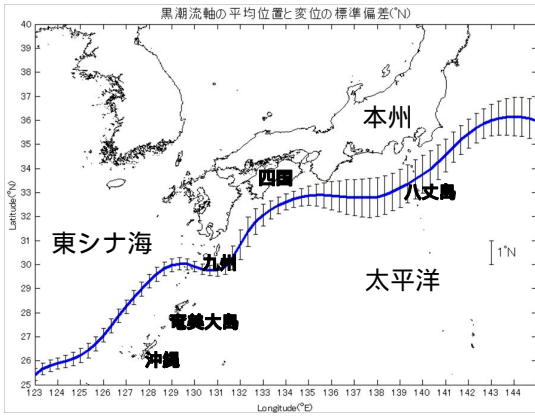 黒潮流軸の平均位置と変位の標準偏差(°N)
40
39
38
37
36
35
34
33
32
31
30
29
28
27
26
25
Latitude(°N)
本州
四国
八丈島
東シナ海
九州
太平洋
1°N
奄美大島
沖縄
123 124 125 126 127 128 129 130 131 132 133 134 135 136 137 138 139 140 141 142 143 144
Longitude(°E)